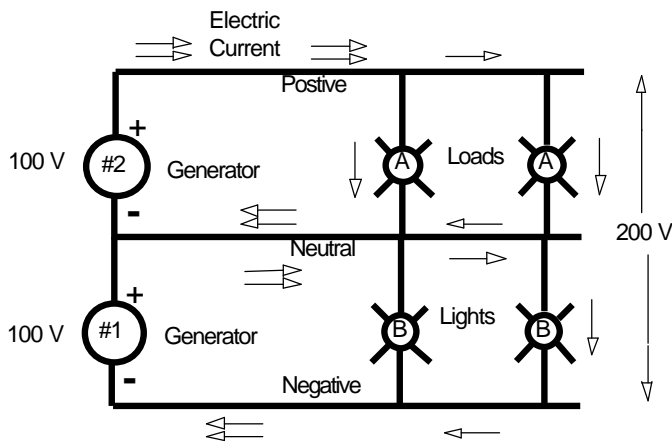 Electric
Current
Postive
+
100 V
#2
Generator
A
Loads
A
-
200 V
Neutral
+
100 V
#1
Generator
B
Lights
B
-
Negative